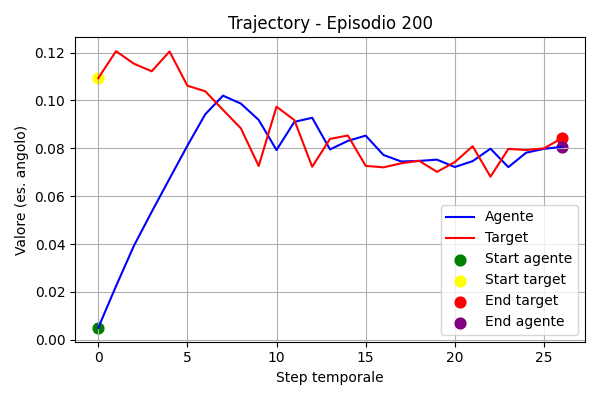 Trajectory - Episodio 200
Valore (es. angolo)
0.12
0.10
0.08
0.06
0.04
0.02
0.00
0
5
10
15
20
25
Step temporale
Agente
Target
Start agente
Start target
End target
End agente